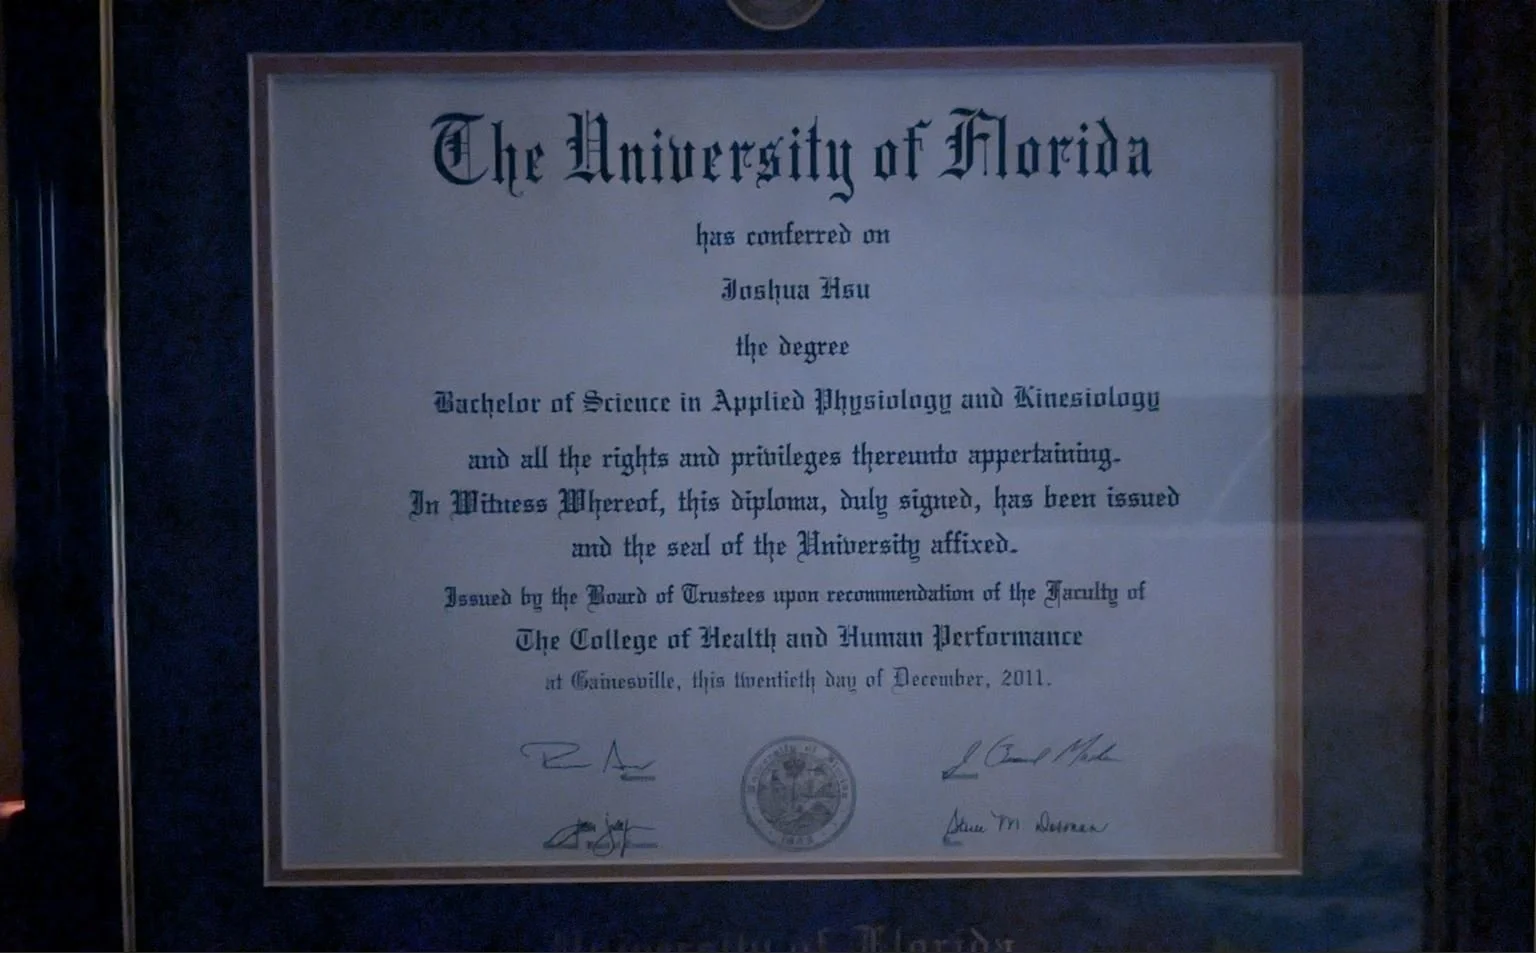 The University of Florida
has conferred on
Joshua Hsu
the degree
Bachelor of Science in Applied Physiology and Kinesiology
and all the rights and privileges thereunto appertaining.
In Witness Whereof, this diploma, duly signed, has been issued
and the seal of the University affixed.
Issued by the Board of Trustees upon recommendation of the Faculty of
The College of Health and Human Performance
at Gainesville, this twentieth day of December, 2011.
University of Florida